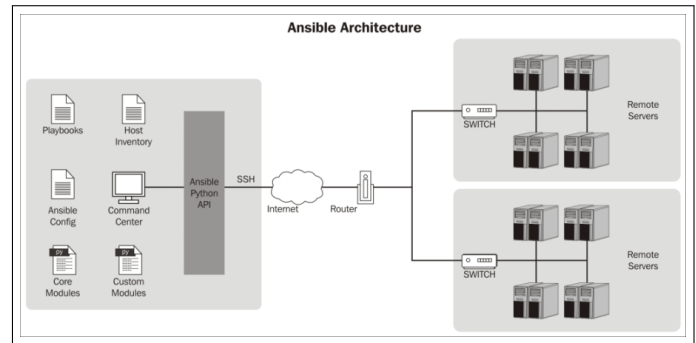 Ansible Architecture
Playbooks
Host
Inventory
Ansible
Config
Command
Center
py
Core
Modules
py
Custom
Modules
Ansible
Python
API
SSH
Internet
Router
SWITCH
Remote
Servers
SWITCH
Remote
Servers